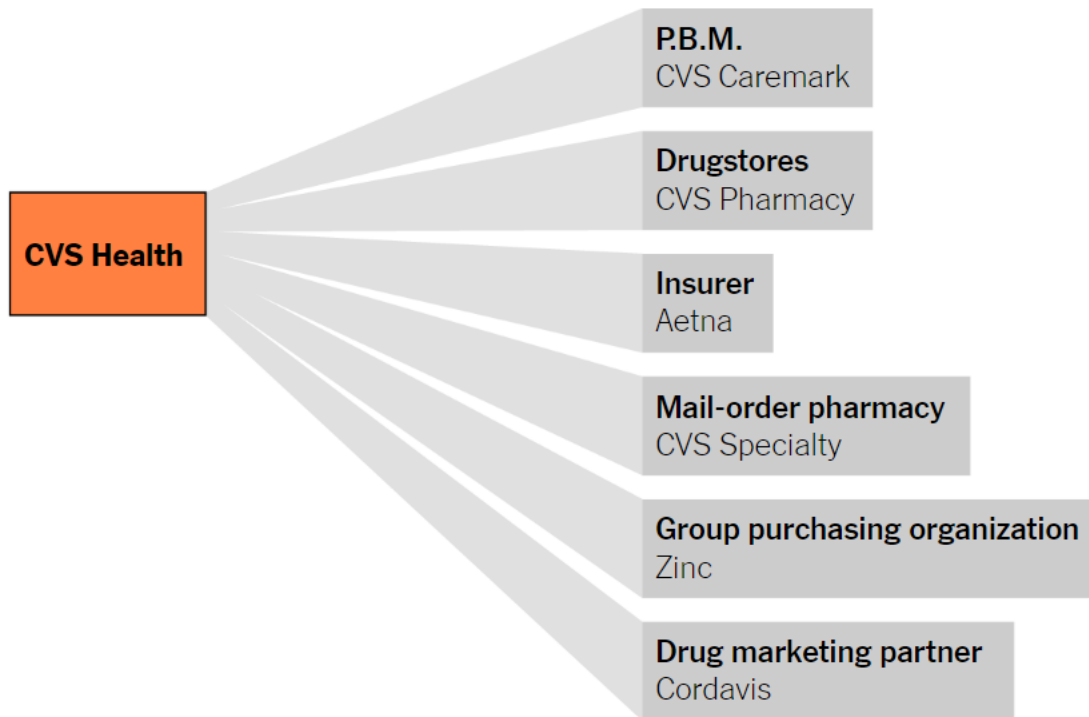 CVS Health
P.B.M.
CVS Caremark
Drugstores
CVS Pharmacy
Insurer
Aetna
Mail-order pharmacy
CVS Specialty
Group purchasing organization
Zinc
Drug marketing partner
Cordavis